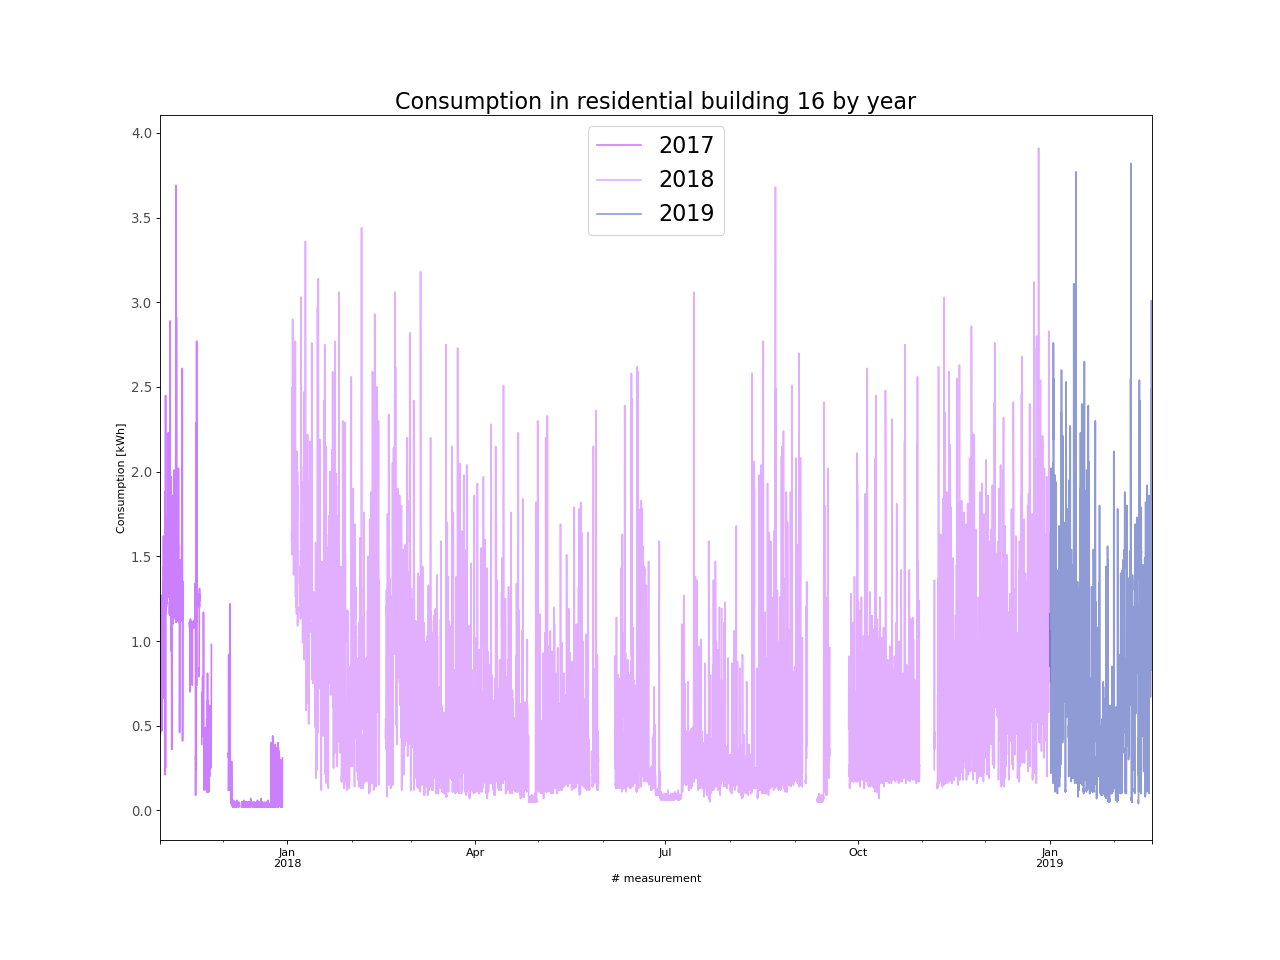 Consumption in residential building 16 by year
2017
2018
2019
4.0
3.5
3.0
2.5
2.0
1.5
1.0
0.5
0.0
Consumption [kWh]
Jan
2018
Apr
Jul
Oct
Jan
2019
# measurement